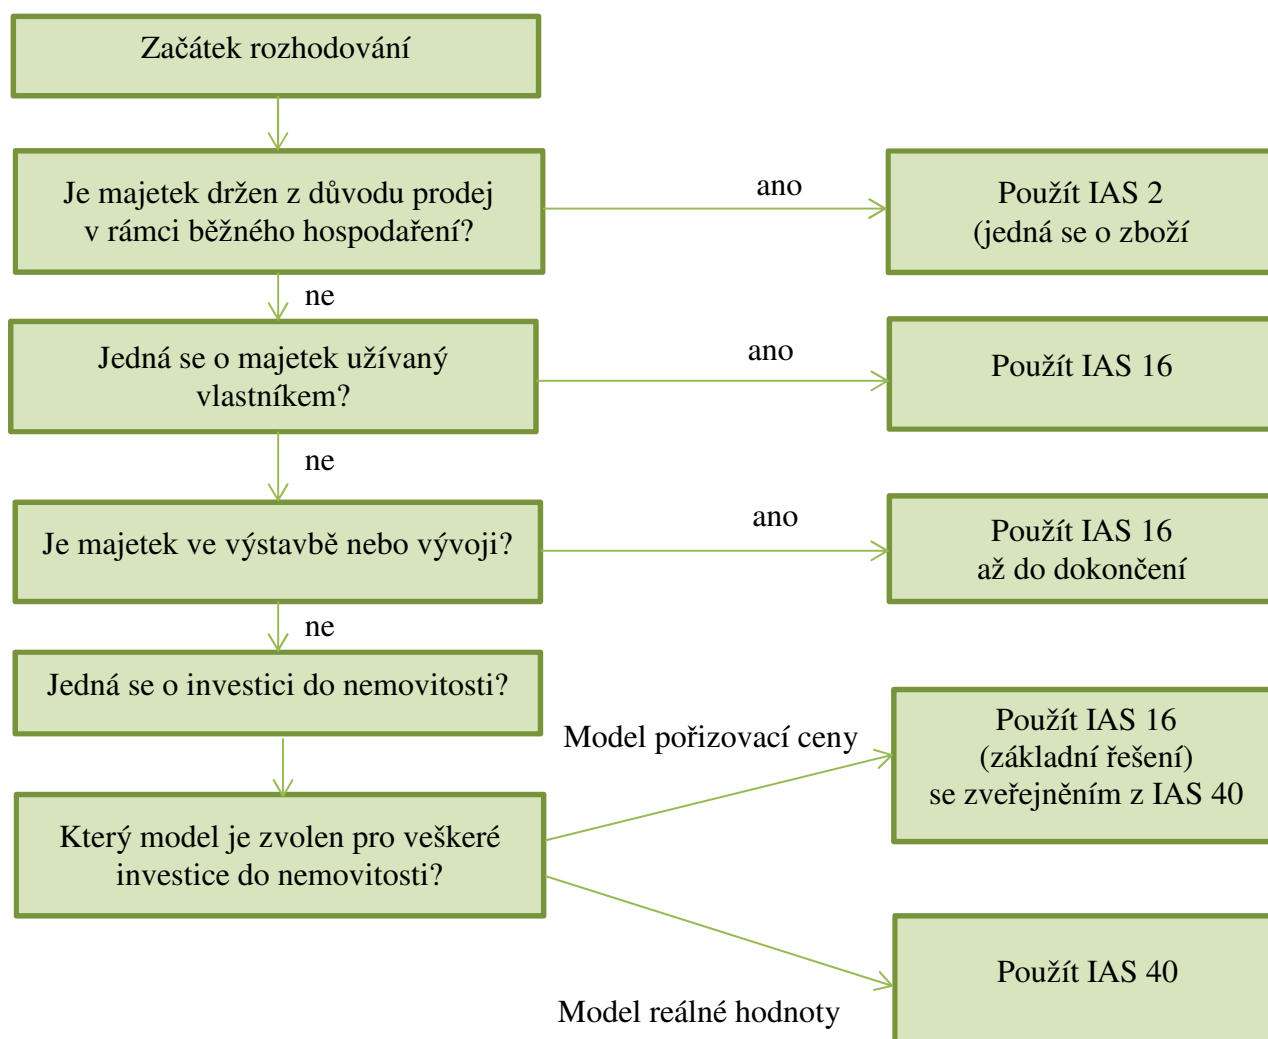 Začátek rozhodování
Je majetek držen z důvodu prodej
v rámci běžného hospodaření?
ano
Použít IAS 2
(jedná se o zboží
ne
Jedná se o majetek užívaný
vlastníkem?
ano
Použít IAS 16
ne
Je majetek ve výstavbě nebo vývoji?
ano
Použít IAS 16
až do dokončení
ne
Jedná se o investici do nemovitosti?
Model pořizovací ceny
Použít IAS 16
(základní řešení)
se zveřejněním z IAS 40
Který model je zvolen pro veškeré
investice do nemovitosti?
Model reálné hodnoty
Použít IAS 40